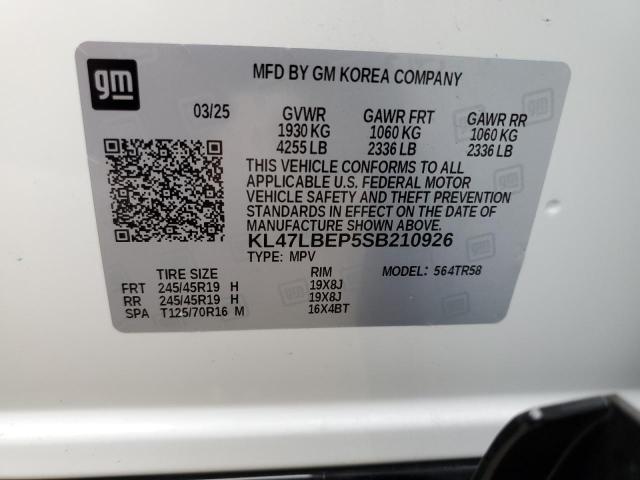 gm
MFD BY GM KOREA COMPANY
03/25 GVWR GAWR FRT GAWR RR
1930 KG 1060 KG 1060 KG
4255 LB 2336 LB 2336 LB
THIS VEHICLE CONFORMS TO ALL
APPLICABLE U.S. FEDERAL MOTOR
VEHICLE SAFETY AND THEFT PREVENTION
STANDARDS IN EFFECT ON THE DATE
OF MANUFACTURE SHOWN ABOVE.
KL47LBEP5SB210926
TYPE: MPV
TIRE SIZE RIM MODEL: 564TR58
FRT 245/45R19 H 19X8J
RR 245/45R19 H 19X8J
SPA T125/70R16 M 16X4BT